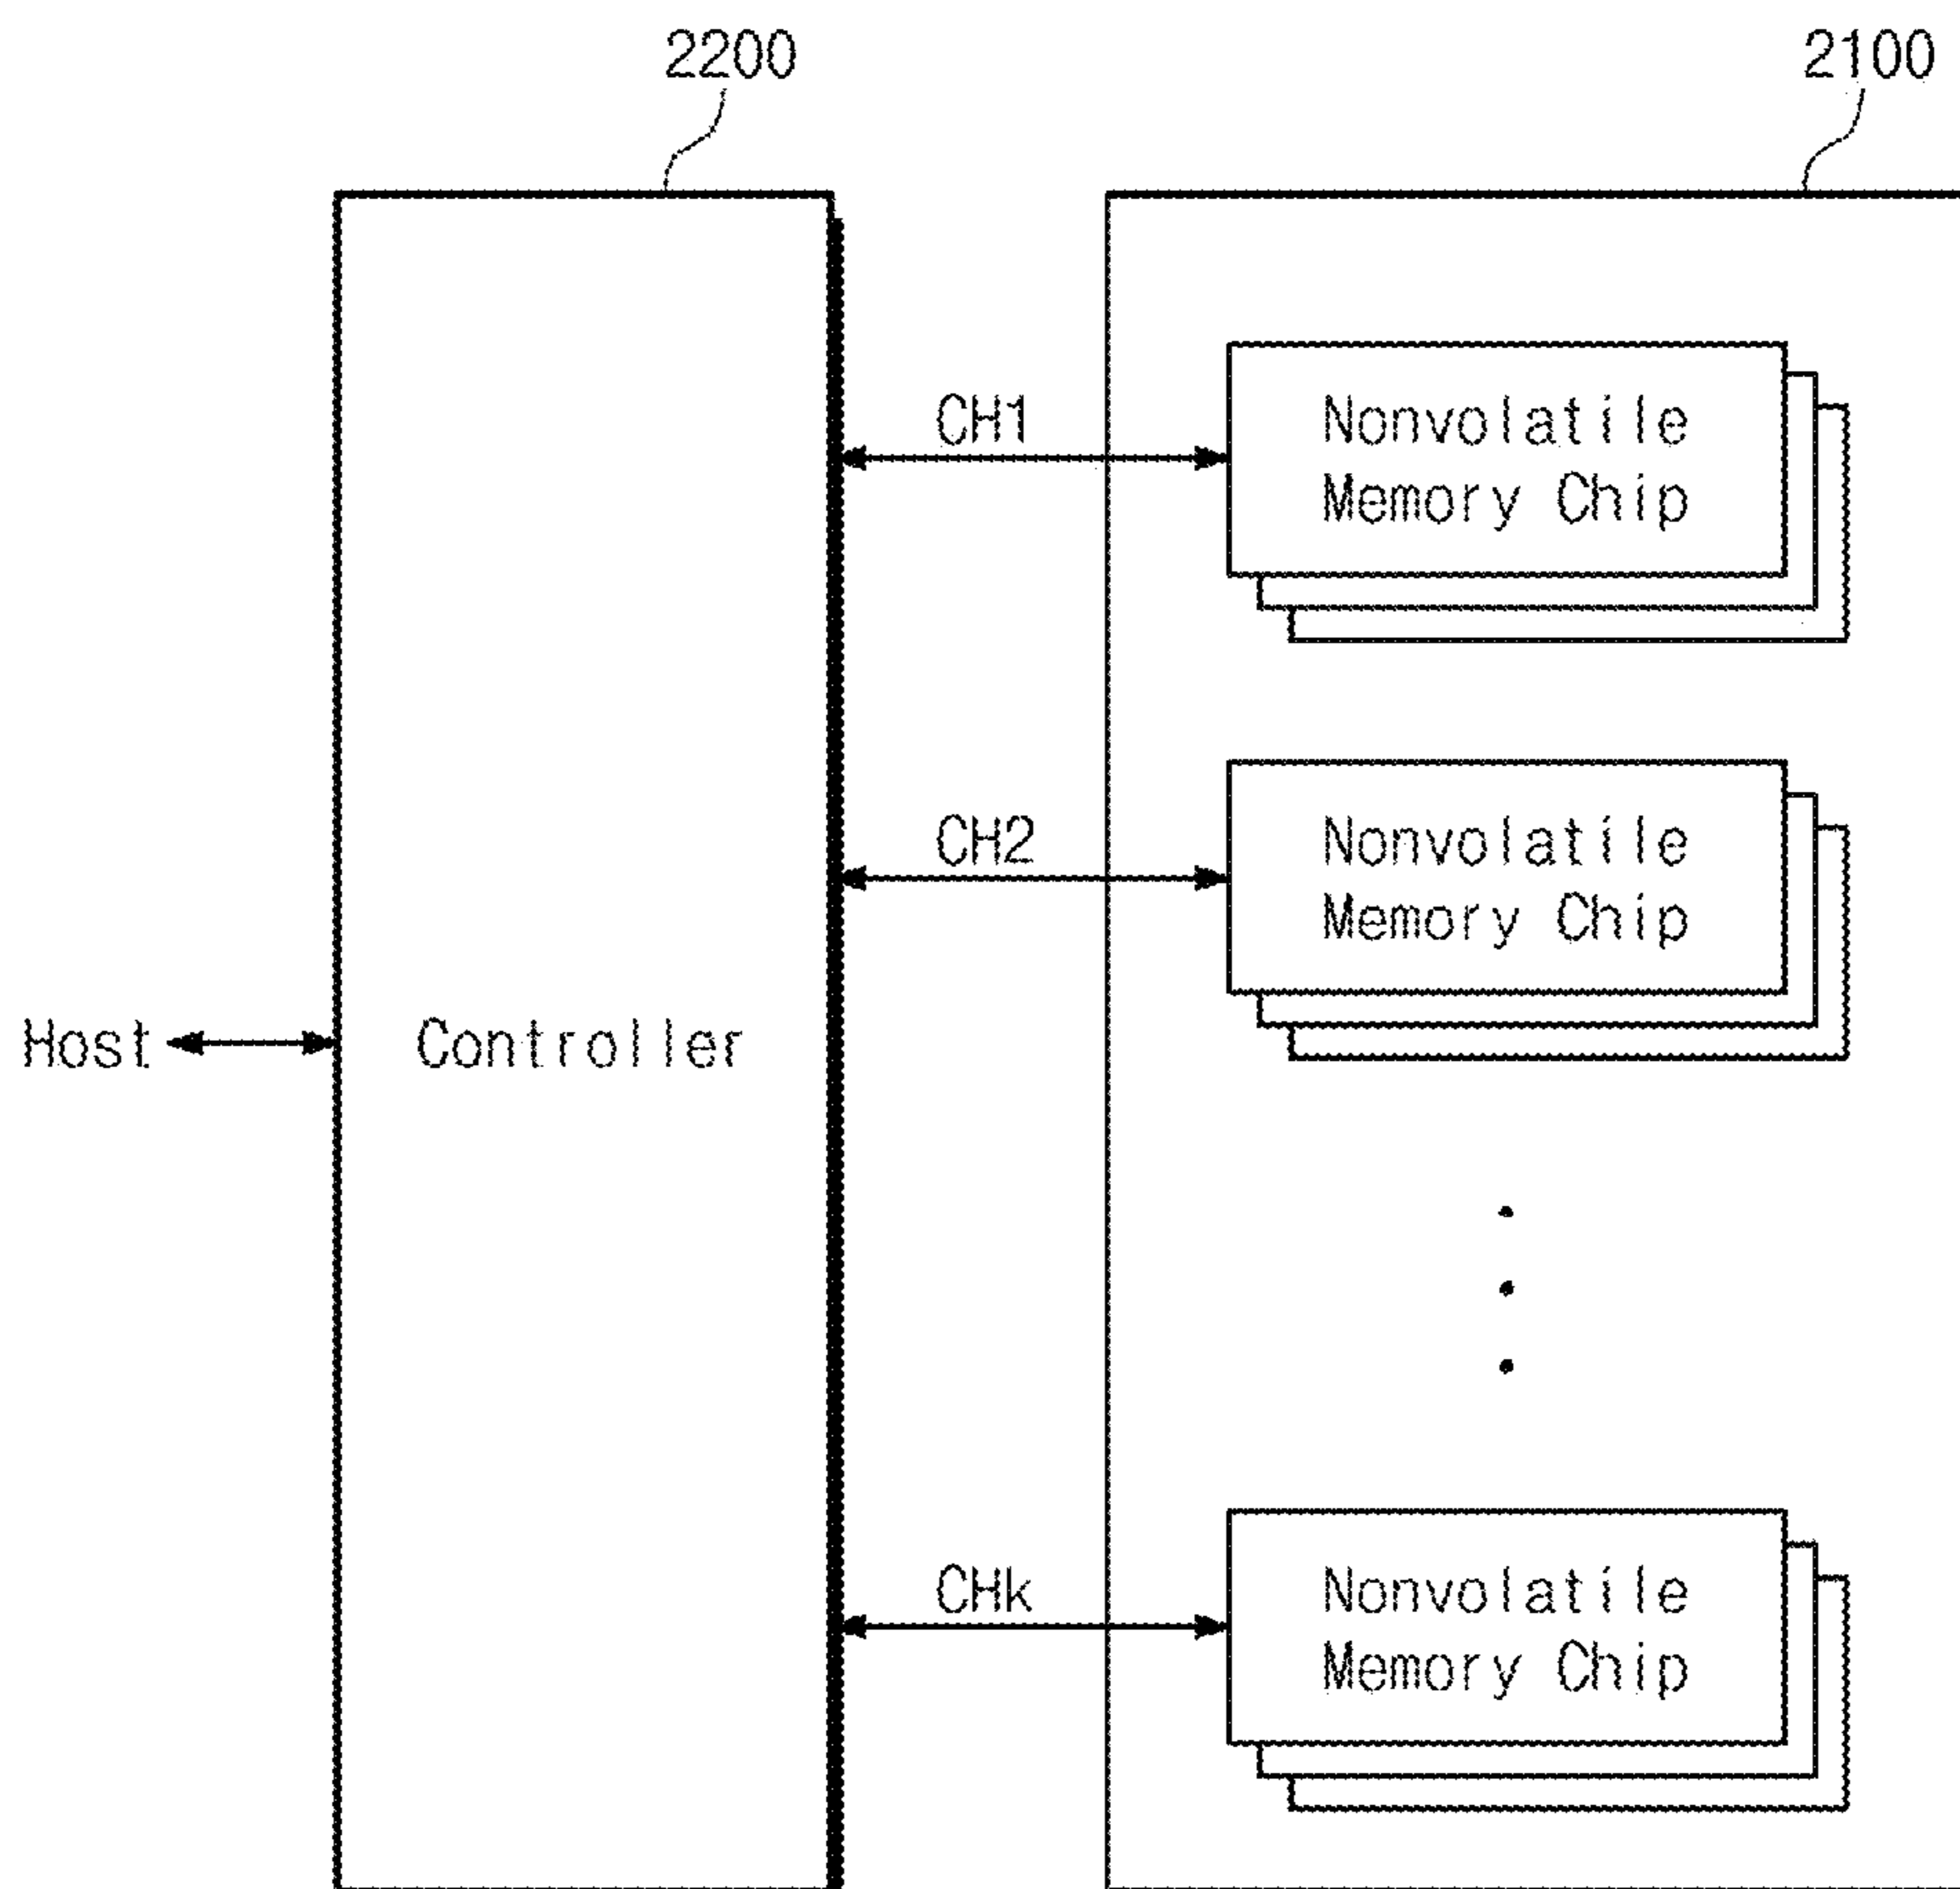 2200
2100
CH1
Nonvolatile
Memory Chip
CH2
Nonvolatile
Memory Chip
Host
Controller
CHk
Nonvolatile
Memory Chip